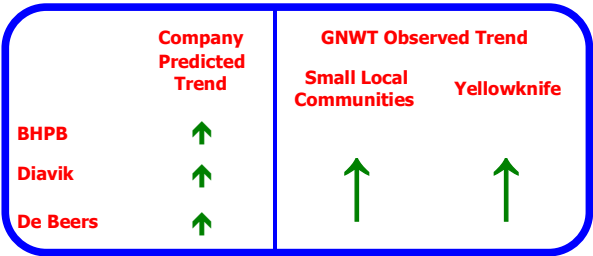 Company
Predicted
Trend
GNWT Observed Trend
Small Local
Communities
Yellowknife
BHPB
Diavik
De Beers